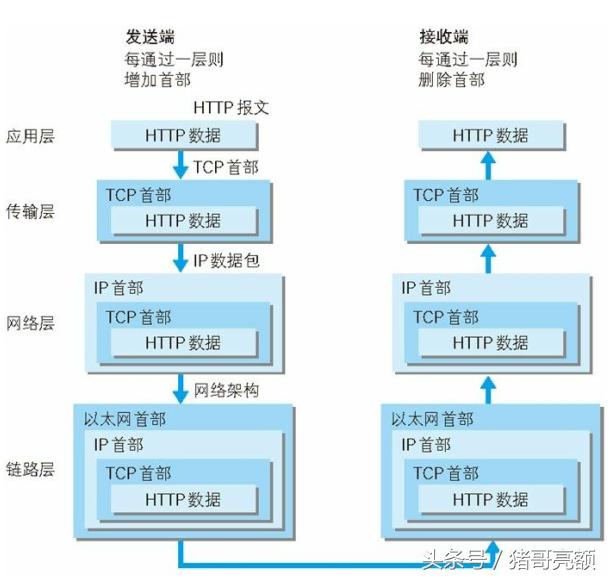 发送端
每通过一层则
增加首部
接收端
每通过一层则
删除首部
HTTP 报文
应用层
HTTP 数据
HTTP 数据
TCP 首部
传输层
TCP 首部
HTTP 数据
TCP 首部
HTTP 数据
IP 数据包
网络层
IP 首部
TCP 首部
HTTP 数据
IP 首部
TCP 首部
HTTP 数据
网络架构
链路层
以太网首部
IP 首部
TCP 首部
HTTP 数据
以太网首部
IP 首部
TCP 首部
HTTP 数据
头条号 / 猪哥亮额